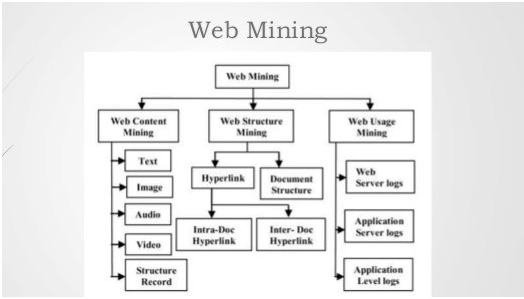 Web Mining
Web Mining
Web Content
Mining
Web Structure
Mining
Web Usage
Mining
Text
Image
Audio
Video
Structure
Record
Hyperlink
Document
Structure
Intra-Doc
Hyperlink
Inter- Doc
Hyperlink
Web
Server logs
Application
Server logs
Application
Level logs